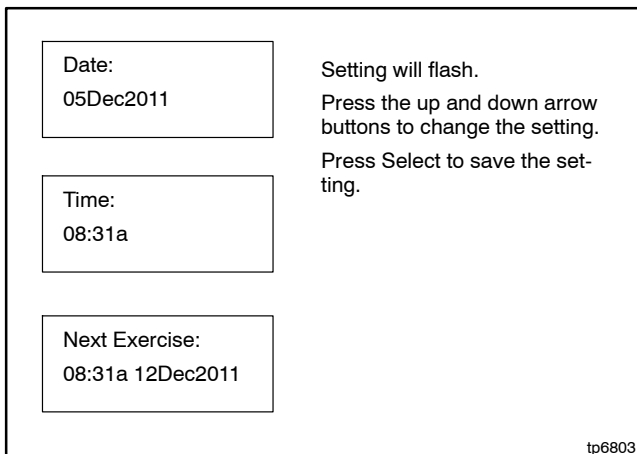 Date:
05Dec2011
Setting will flash.
Press the up and down arrow
buttons to change the setting.
Press Select to save the set-
ting.
Time:
08:31a
Next Exercise:
08:31a 12Dec2011
tp6803